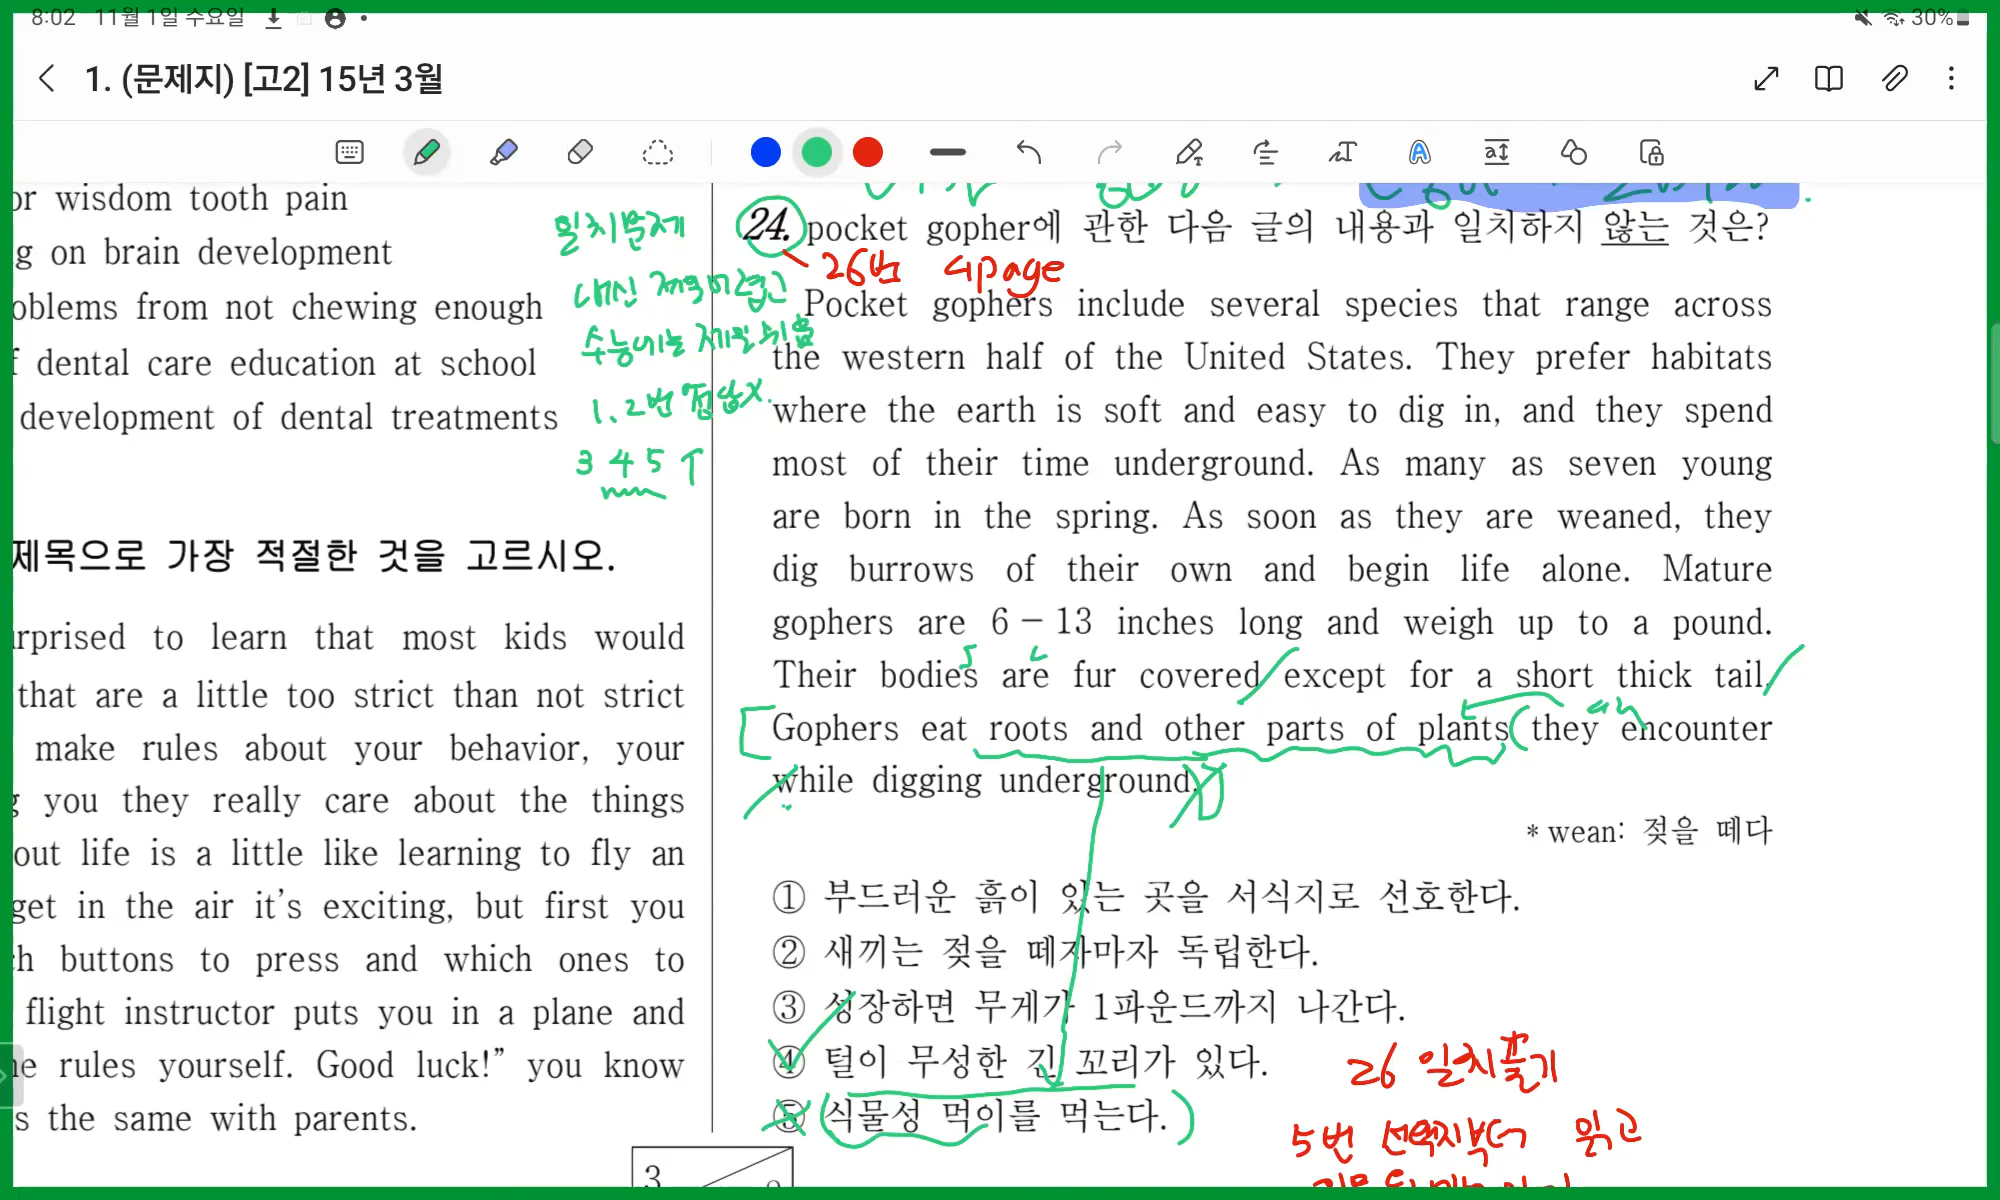 8:02 11월 1일 수요일
30%
1. (문제지) [고2] 15년 3월
or wisdom tooth pain
g on brain development
oblems from not chewing enough
f dental care education at school
development of dental treatments
제목으로 가장 적절한 것을 고르시오.
urprised to learn that most kids would
that are a little too strict than not strict
make rules about your behavior, your
g you they really care about the things
out life is a little like learning to fly an
get in the air it's exciting, but first you
ch buttons to press and which ones to
flight instructor puts you in a plane and
ne rules yourself. Good luck!” you know
s the same with parents.
3
일치문제
내신 제목이 렵고
수능에는 제일 쉬움
1, 2번 정답X.
3 4 5 ↑
24. pocket gopher에 관한 다음 글의 내용과 일치하지 않는 것은?
26번 4page
Pocket gophers include several species that range across
the western half of the United States. They prefer habitats
where the earth is soft and easy to dig in, and they spend
most of their time underground. As many as seven young
are born in the spring. As soon as they are weaned, they
dig burrows of their own and begin life alone. Mature
gophers are 6 – 13 inches long and weigh up to a pound.
S
Their bodies are fur covered except for a short thick tail.
Gophers eat roots and other parts of plants they encounter
while digging underground.
* wean: 젖을 떼다
① 부드러운 흙이 있는 곳을 서식지로 선호한다.
② 새끼는 젖을 떼자마자 독립한다.
③ 성장하면 무게가 1파운드까지 나간다.
④ 털이 무성한 긴 꼬리가 있다.
⑤ 식물성 먹이를 먹는다.
26 일치 풀기
5번 선택지부터 읽고